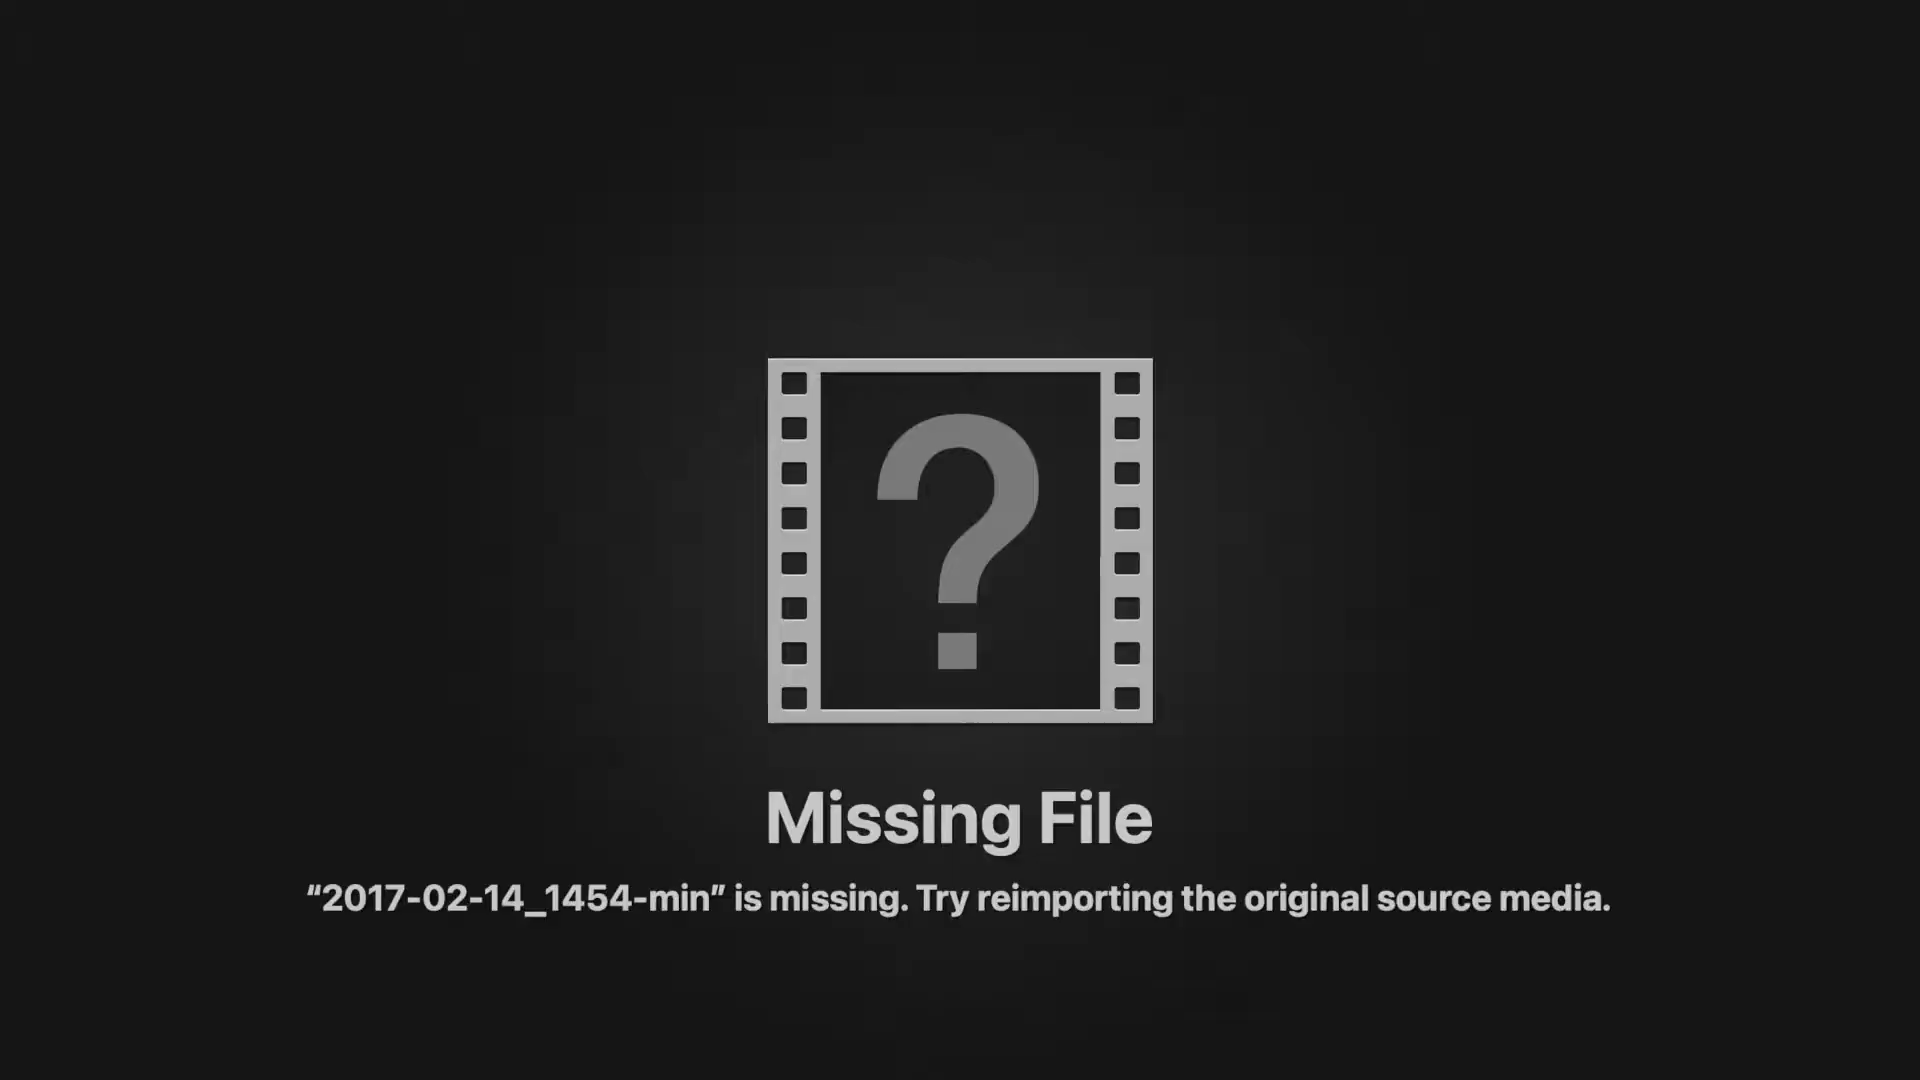 ?
Missing File
“2017-02-14_1454-min” is missing. Try reimporting the original source media.